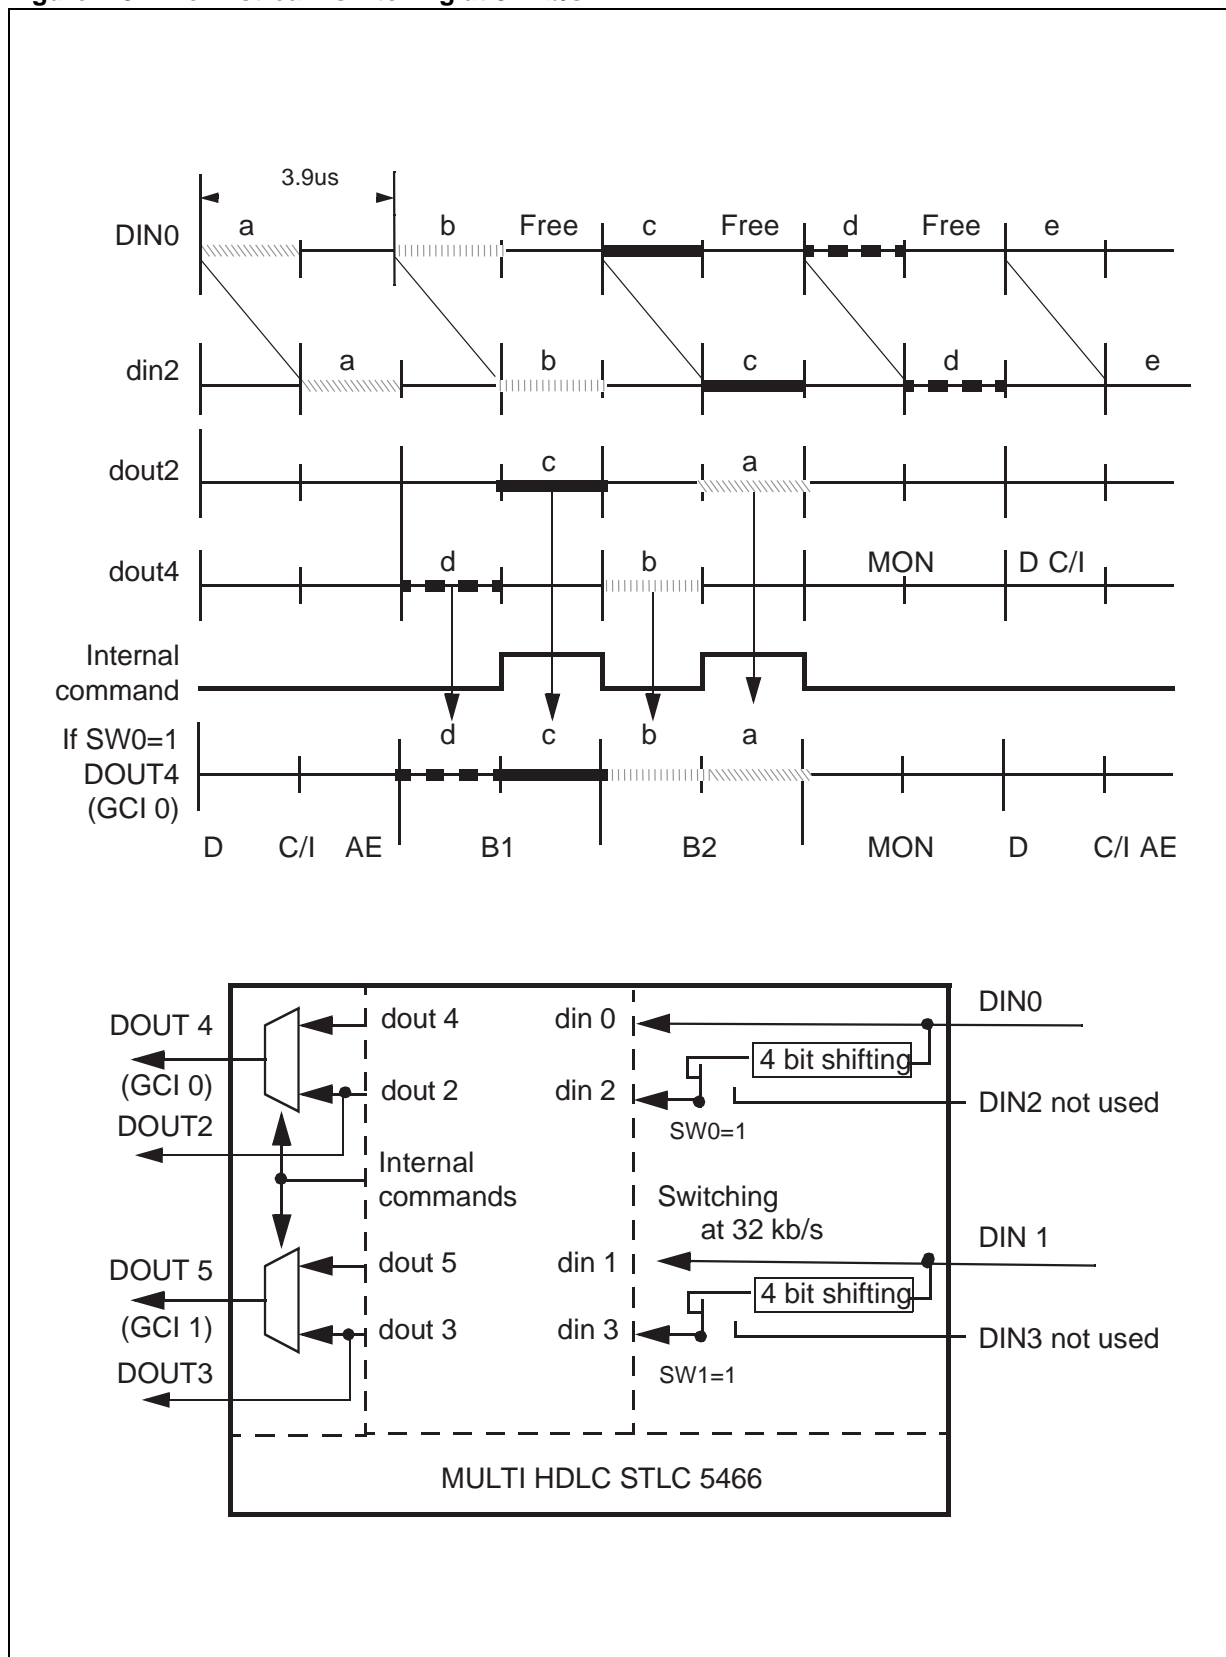 3.9us
a b Free c Free d Free e
DIN0
a b c d e
din2
c a
dout2
d b MON D C/I
dout4
Internal
command
If SW0=1 d c b a
DOUT4
(GCI 0)
D C/I AE B1 B2 MON D C/I AE
DIN0
DOUT 4 dout 4 din 0
4 bit shifting
(GCI 0) dout 2 din 2 DIN2 not used
DOUT2
SW0=1
Internal
commands
Switching
at 32 kb/s
DIN 1
DOUT 5 dout 5 din 1
4 bit shifting
(GCI 1) dout 3 din 3 DIN3 not used
DOUT3
SW1=1
MULTI HDLC STLC 5466